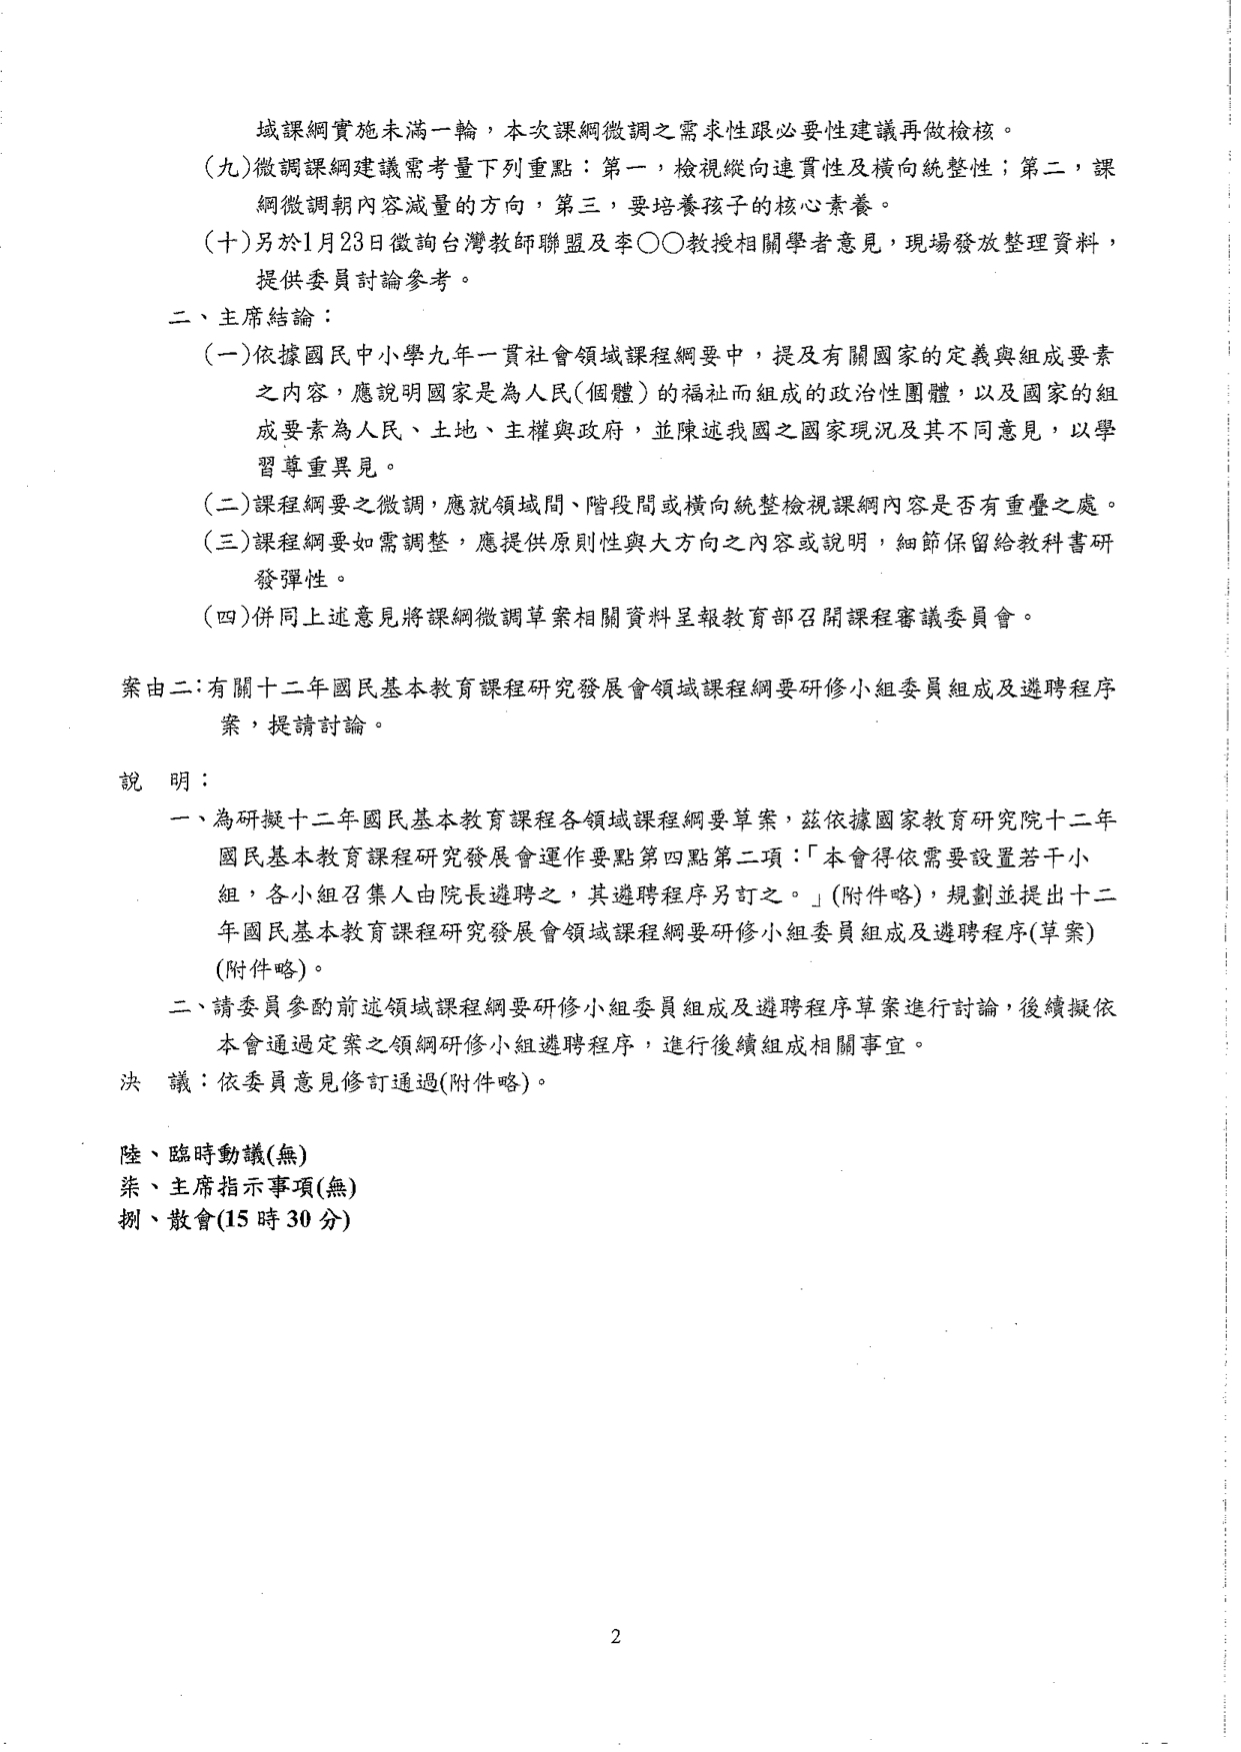 域課綱實施未滿一輪，本次課綱微調之需求性跟必要性建議再做檢核。
(九)微調課綱建議需考量下列重點：第一，檢視縱向連貫性及橫向統整性；第二，課
綱微調朝內容減量的方向，第三，要培養孩子的核心素養。
(十)另於1月23日徵詢台灣教師聯盟及李○○教授相關學者意見，現場發放整理資料，
提供委員討論參考。
二、主席結論：
(一)依據國民中小學九年一貫社會領域課程綱要中，提及有關國家的定義與組成要素
之內容，應說明國家是為人民(個體)的福祉而組成的政治性團體，以及國家的組
成要素為人民、土地、主權與政府，並陳述我國之國家現況及其不同意見，以學
習尊重異見。
(二)課程綱要之微調，應就領域間、階段間或橫向統整檢視課綱內容是否有重疊之處。
(三)課程綱要如需調整，應提供原則性與大方向之內容或說明，細節保留給教科書研
發彈性。
(四)併同上述意見將課綱微調草案相關資料呈報教育部召開課程審議委員會。
案由二：有關十二年國民基本教育課程研究發展會領域課程綱要研修小組委員組成及遴聘程序
案，提請討論。
說　明：
一、為研擬十二年國民基本教育課程各領域課程綱要草案，茲依據國家教育研究院十二年
國民基本教育課程研究發展會運作要點第四點第二項：「本會得依需要設置若干小
組，各小組召集人由院長遴聘之，其遴聘程序另訂之。」(附件略)，規劃並提出十二
年國民基本教育課程研究發展會領域課程綱要研修小組委員組成及遴聘程序(草案)
(附件略)。
二、請委員參酌前述領域課程綱要研修小組委員組成及遴聘程序草案進行討論，後續擬依
本會通過定案之領綱研修小組遴聘程序，進行後續組成相關事宜。
決　議：依委員意見修訂通過(附件略)。
陸、臨時動議(無)
柒、主席指示事項(無)
捌、散會(15 時 30 分)
2